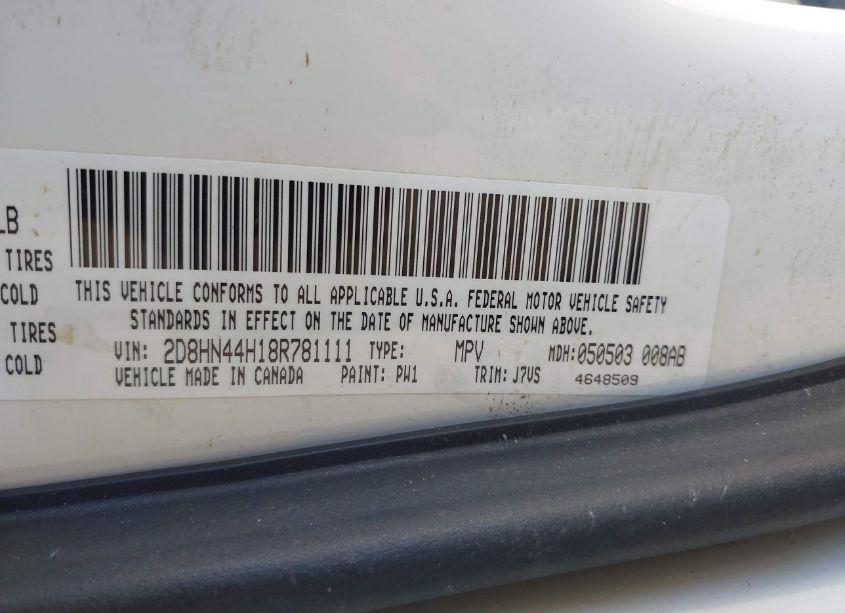 LB
TIRES
COLD
TIRES
COLD
THIS VEHICLE CONFORMS TO ALL APPLICABLE U.S.A. FEDERAL MOTOR VEHICLE SAFETY
STANDARDS IN EFFECT ON THE DATE OF MANUFACTURE SHOWN ABOVE.
VIN: 2D8HN44H18R781111 TYPE: MPV MDH:050503 008AB
VEHICLE MADE IN CANADA PAINT: PW1 TRIM: J7VS 4648509